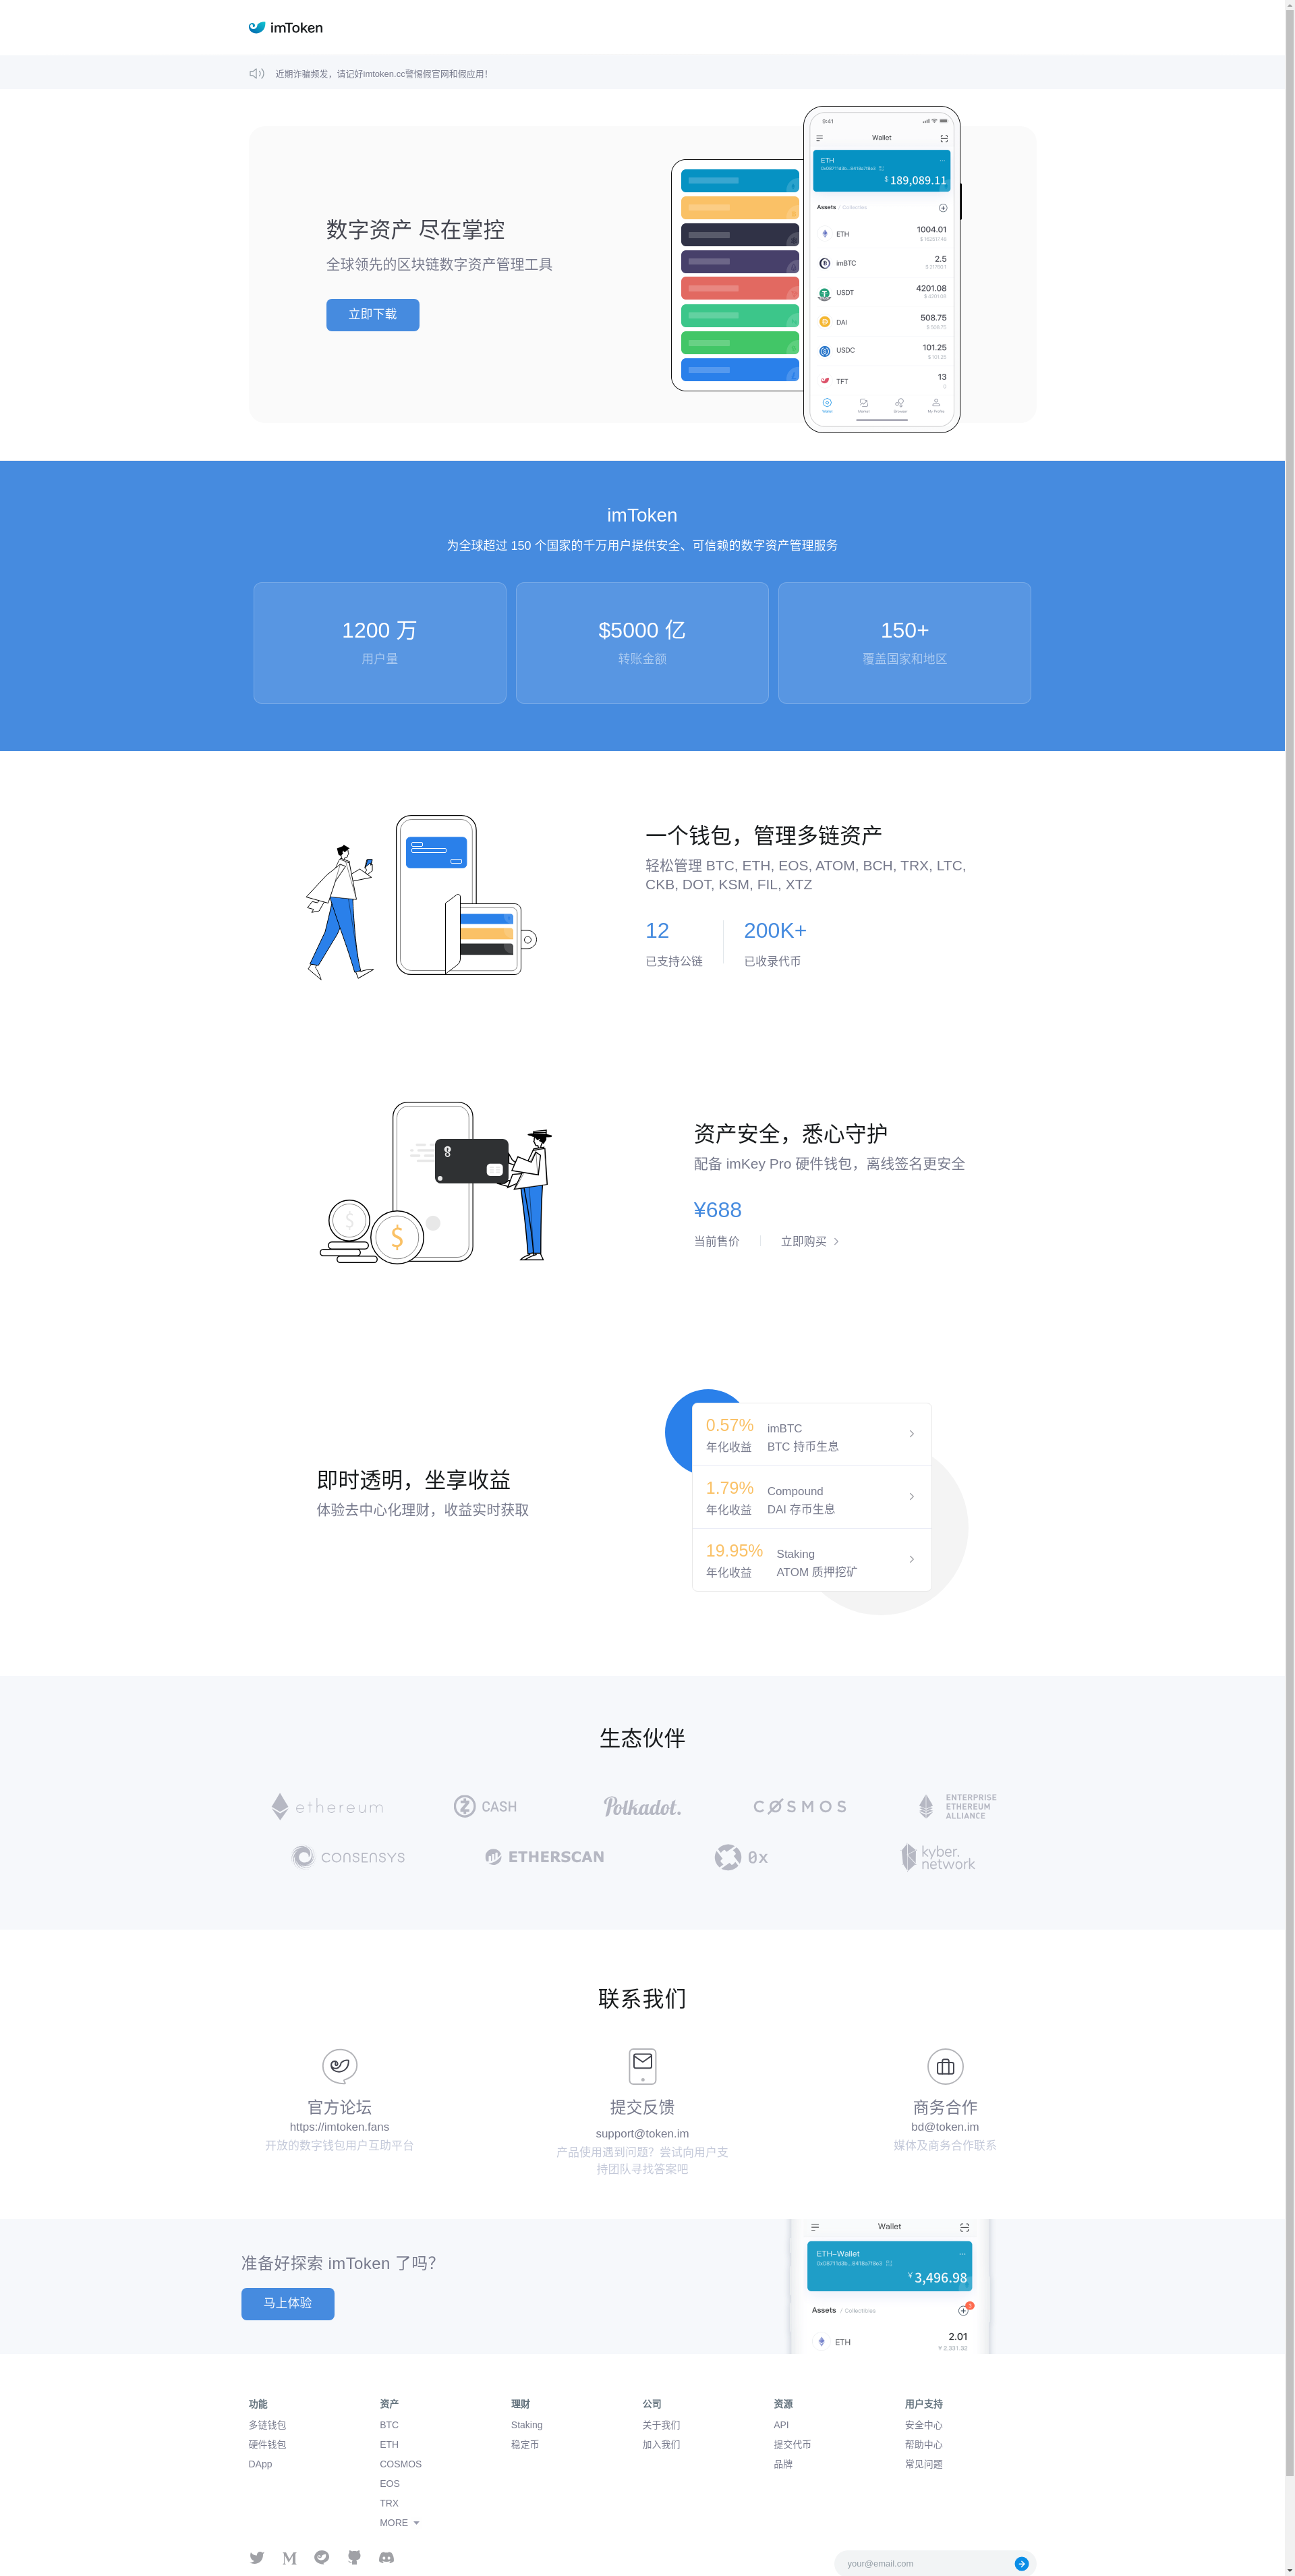 imToken
近期诈骗频发，请记好imtoken.cc警惕假官网和假应用！
数字资产 尽在掌控
全球领先的区块链数字资产管理工具
立即下载
9:41
Wallet
ETH
$ 189,089.11
Assets / Collectibles
ETH 1004.01
imBTC 2.5
USDT 4201.08
$ 4201.08
DAI 508.75
$ 508.75
USDC 101.25
$ 101.25
TFT 13
0
Wallet Market Browser My Profile
imToken
为全球超过 150 个国家的千万用户提供安全、可信赖的数字资产管理服务
1200 万
用户量
$5000 亿
转账金额
150+
覆盖国家和地区
一个钱包，管理多链资产
轻松管理 BTC, ETH, EOS, ATOM, BCH, TRX, LTC,
CKB, DOT, KSM, FIL, XTZ
12
已支持公链
200K+
已收录代币
资产安全，悉心守护
配备 imKey Pro 硬件钱包，离线签名更安全
¥688
当前售价
立即购买
即时透明，坐享收益
体验去中心化理财，收益实时获取
0.57%
年化收益
imBTC
BTC 持币生息
1.79%
年化收益
Compound
DAI 存币生息
19.95%
年化收益
Staking
ATOM 质押挖矿
生态伙伴
ethereum
CASH
Polkadot.
COSMOS
ENTERPRISE
ETHEREUM
ALLIANCE
CONSENSYS
ETHERSCAN
0x
kyber.
network
联系我们
官方论坛
https://imtoken.fans
开放的数字钱包用户互助平台
提交反馈
support@token.im
产品使用遇到问题？尝试向用户支
持团队寻找答案吧
商务合作
bd@token.im
媒体及商务合作联系
准备好探索 imToken 了吗？
马上体验
Wallet
ETH-Wallet
¥ 3,496.98
Assets / Collectibles
ETH 2.01
¥ 2,331.32
功能
多链钱包
硬件钱包
DApp
资产
BTC
ETH
COSMOS
EOS
TRX
MORE
理财
Staking
稳定币
公司
关于我们
加入我们
资源
API
提交代币
品牌
用户支持
安全中心
帮助中心
常见问题
your@email.com